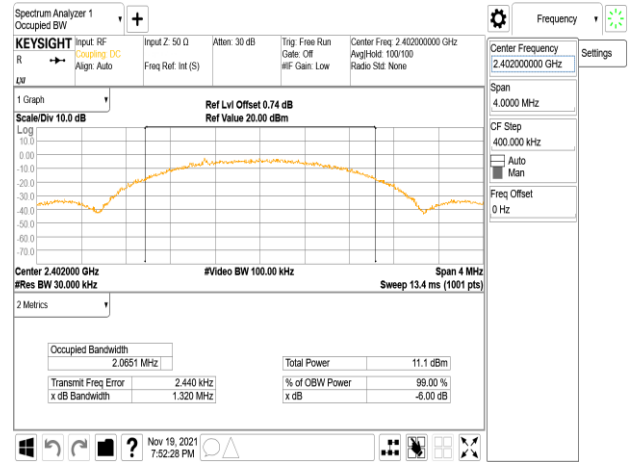 Spectrum Analyzer 1
Occupied BW
KEYSIGHT
R
Input: RF
Coupling: DC
Align: Auto
Input Z: 50 Ω
Freq Ref: Int (S)
Atten: 30 dB
Trig: Free Run
Gate: Off
#IF Gain: Low
Center Freq: 2.402000000 GHz
Avg|Hold: 100/100
Radio Std: None
1 Graph
Scale/Div 10.0 dB
Ref Lvl Offset 0.74 dB
Ref Value 20.00 dBm
Log
10.0
0.00
-10.0
-20.0
-30.0
-40.0
-50.0
-60.0
-70.0
Center 2.402000 GHz
#Res BW 30.000 kHz
#Video BW 100.00 kHz
Span 4 MHz
Sweep 13.4 ms (1001 pts)
2 Metrics
Occupied Bandwidth
2.0651 MHz
Transmit Freq Error 2.440 kHz
x dB Bandwidth 1.320 MHz
Total Power 11.1 dBm
% of OBW Power 99.00 %
x dB -6.00 dB
?
Nov 19, 2021
7:52:28 PM
Frequency
Settings
Center Frequency
2.402000000 GHz
Span
4.0000 MHz
CF Step
400.000 kHz
Auto
Man
Freq Offset
0 Hz